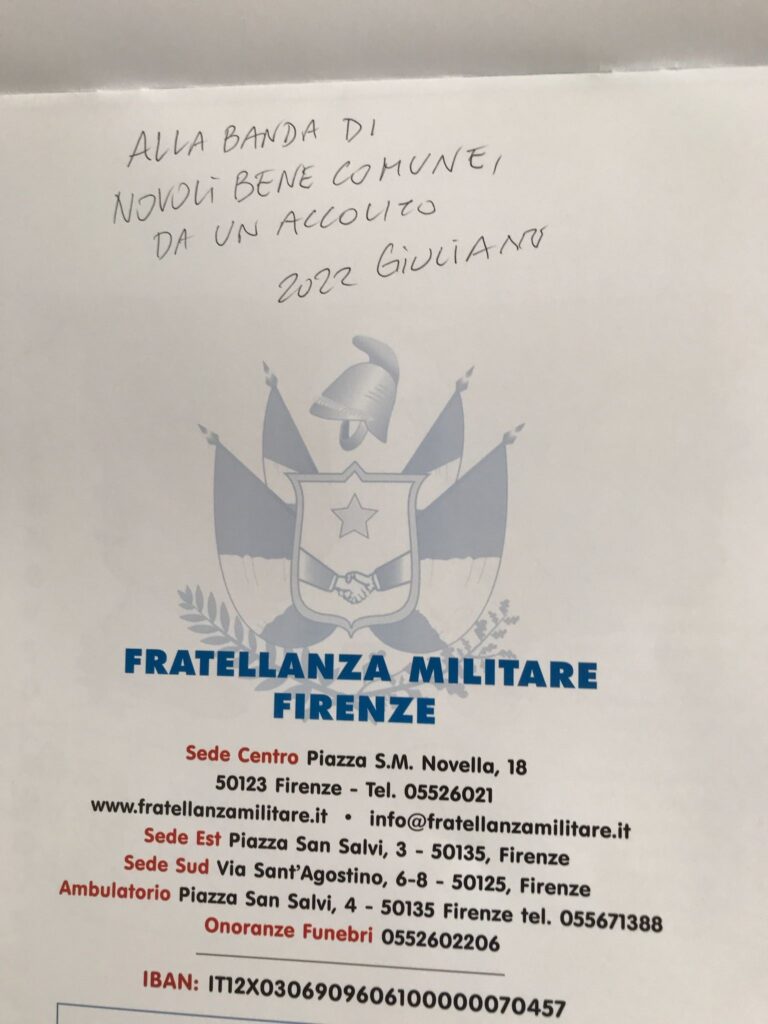 ALLA BANDA DI
NOVOLI BENE COMUNE,
DA UN ACCOLITO
2022 GIULIANO
FRATELLANZA MILITARE
FIRENZE
Sede Centro Piazza S.M. Novella, 18
50123 Firenze - Tel. 05526021
www.fratellanzamilitare.it • info@fratellanzamilitare.it
Sede Est Piazza San Salvi, 3 - 50135, Firenze
Sede Sud Via Sant'Agostino, 6-8 - 50125, Firenze
Ambulatorio Piazza San Salvi, 4 - 50135 Firenze tel. 055671388
Onoranze Funebri 0552602206
IBAN: IT12X0306909606100000070457